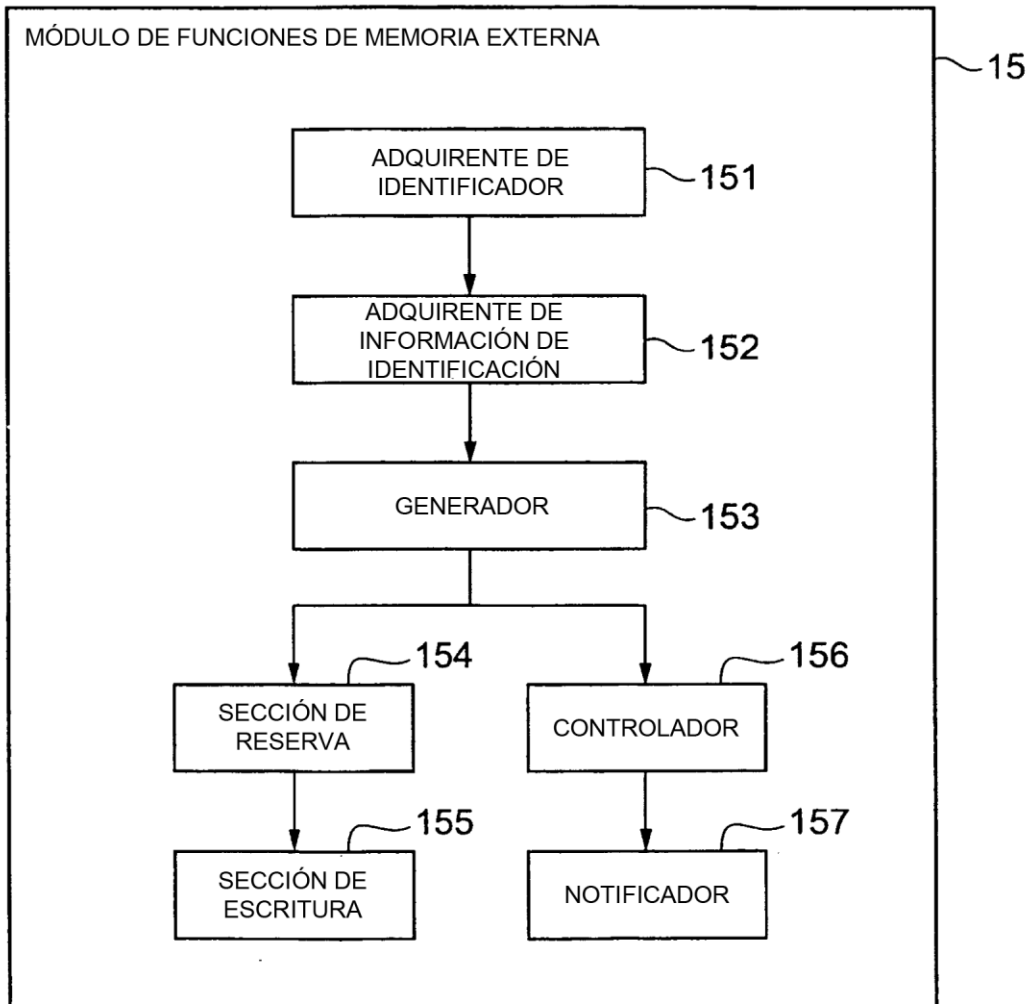 MÓDULO DE FUNCIONES DE MEMORIA EXTERNA
15
ADQUIRENTE DE
IDENTIFICADOR
151
ADQUIRENTE DE
INFORMACIÓN DE
IDENTIFICACIÓN
152
GENERADOR
153
154
SECCIÓN DE
RESERVA
156
CONTROLADOR
155
SECCIÓN DE
ESCRITURA
157
NOTIFICADOR